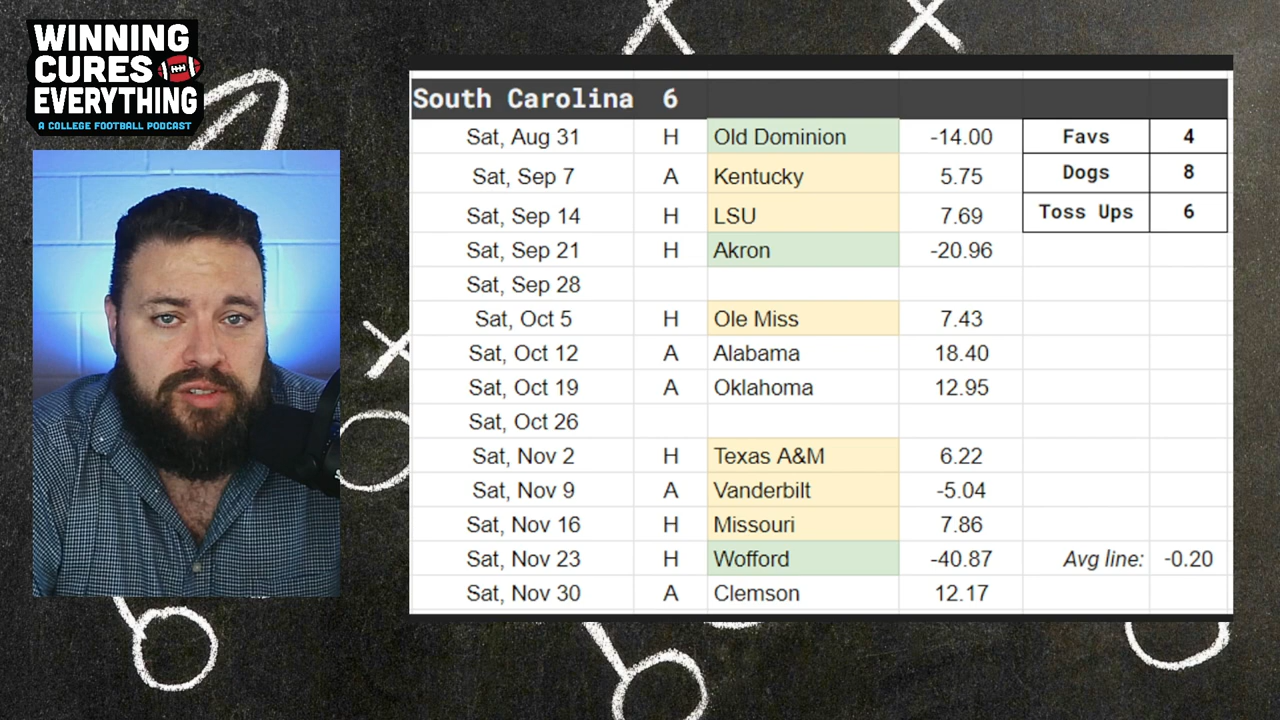 WINNING
CURES
EVERYTHING
A COLLEGE FOOTBALL PODCAST
South Carolina 6
Sat, Aug 31 H Old Dominion -14.00 Favs 4
Sat, Sep 7 A Kentucky 5.75 Dogs 8
Sat, Sep 14 H LSU 7.69 Toss Ups 6
Sat, Sep 21 H Akron -20.96
Sat, Sep 28
Sat, Oct 5 H Ole Miss 7.43
Sat, Oct 12 A Alabama 18.40
Sat, Oct 19 A Oklahoma 12.95
Sat, Oct 26
Sat, Nov 2 H Texas A&M 6.22
Sat, Nov 9 A Vanderbilt -5.04
Sat, Nov 16 H Missouri 7.86
Sat, Nov 23 H Wofford -40.87 Avg line: -0.20
Sat, Nov 30 A Clemson 12.17